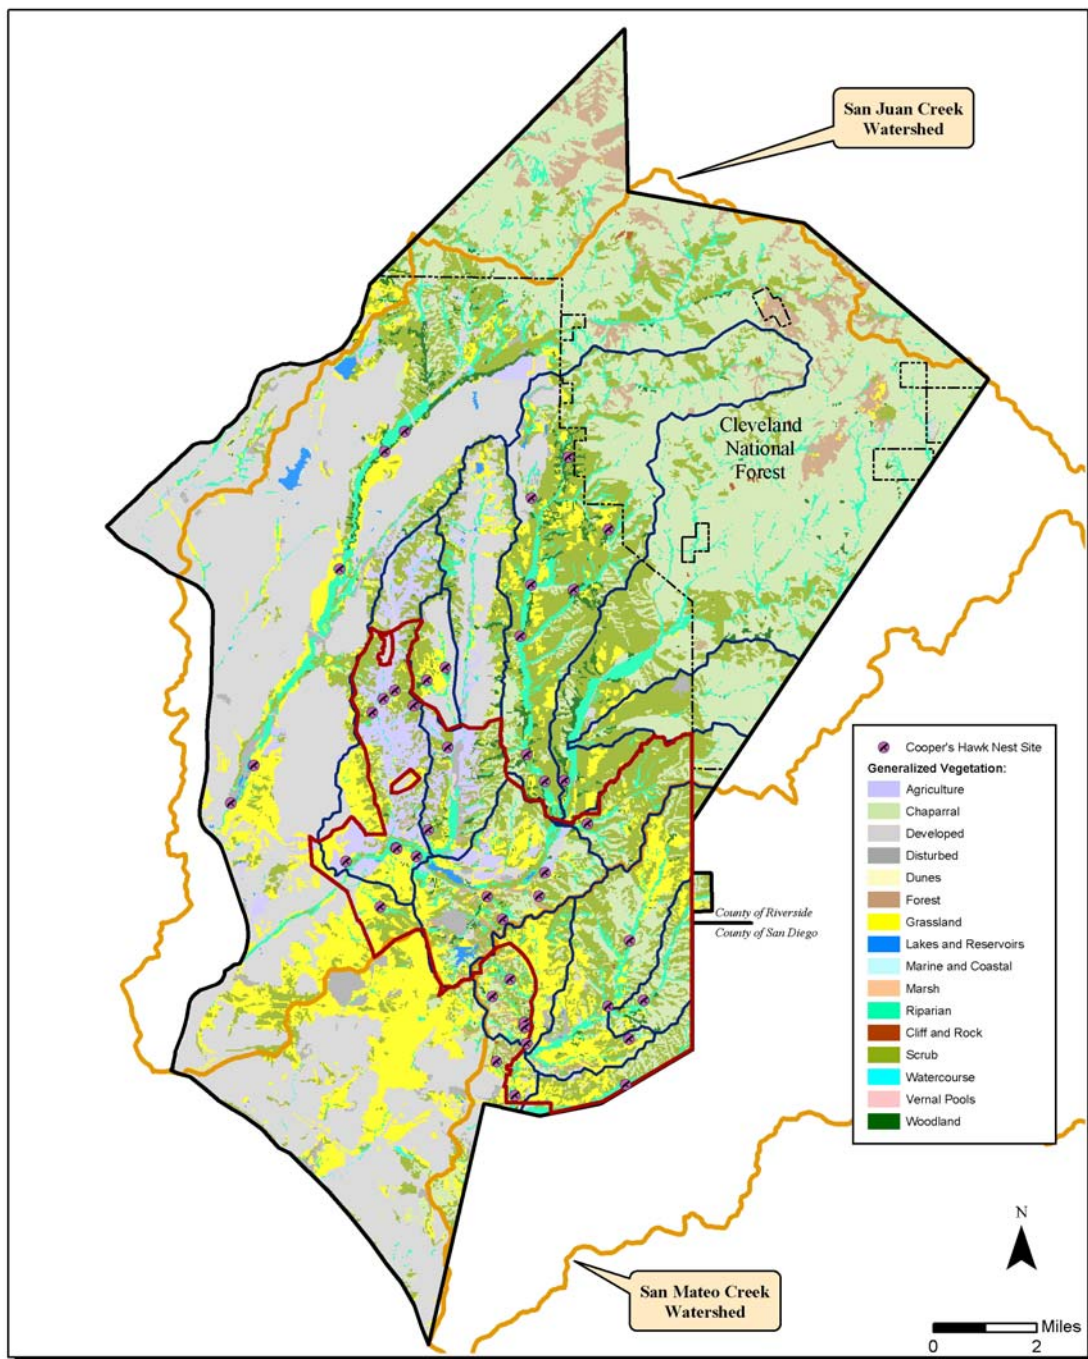 San Juan Creek
Watershed
Cleveland
National
Forest
Cooper's Hawk Nest Site
Generalized Vegetation:
Agriculture
Chaparral
Developed
Disturbed
Dunes
Forest
Grassland
Lakes and Reservoirs
Marine and Coastal
Marsh
Riparian
Cliff and Rock
Scrub
Watercourse
Vernal Pools
Woodland
County of Riverside
County of San Diego
San Mateo Creek
Watershed
N
Miles
0 2